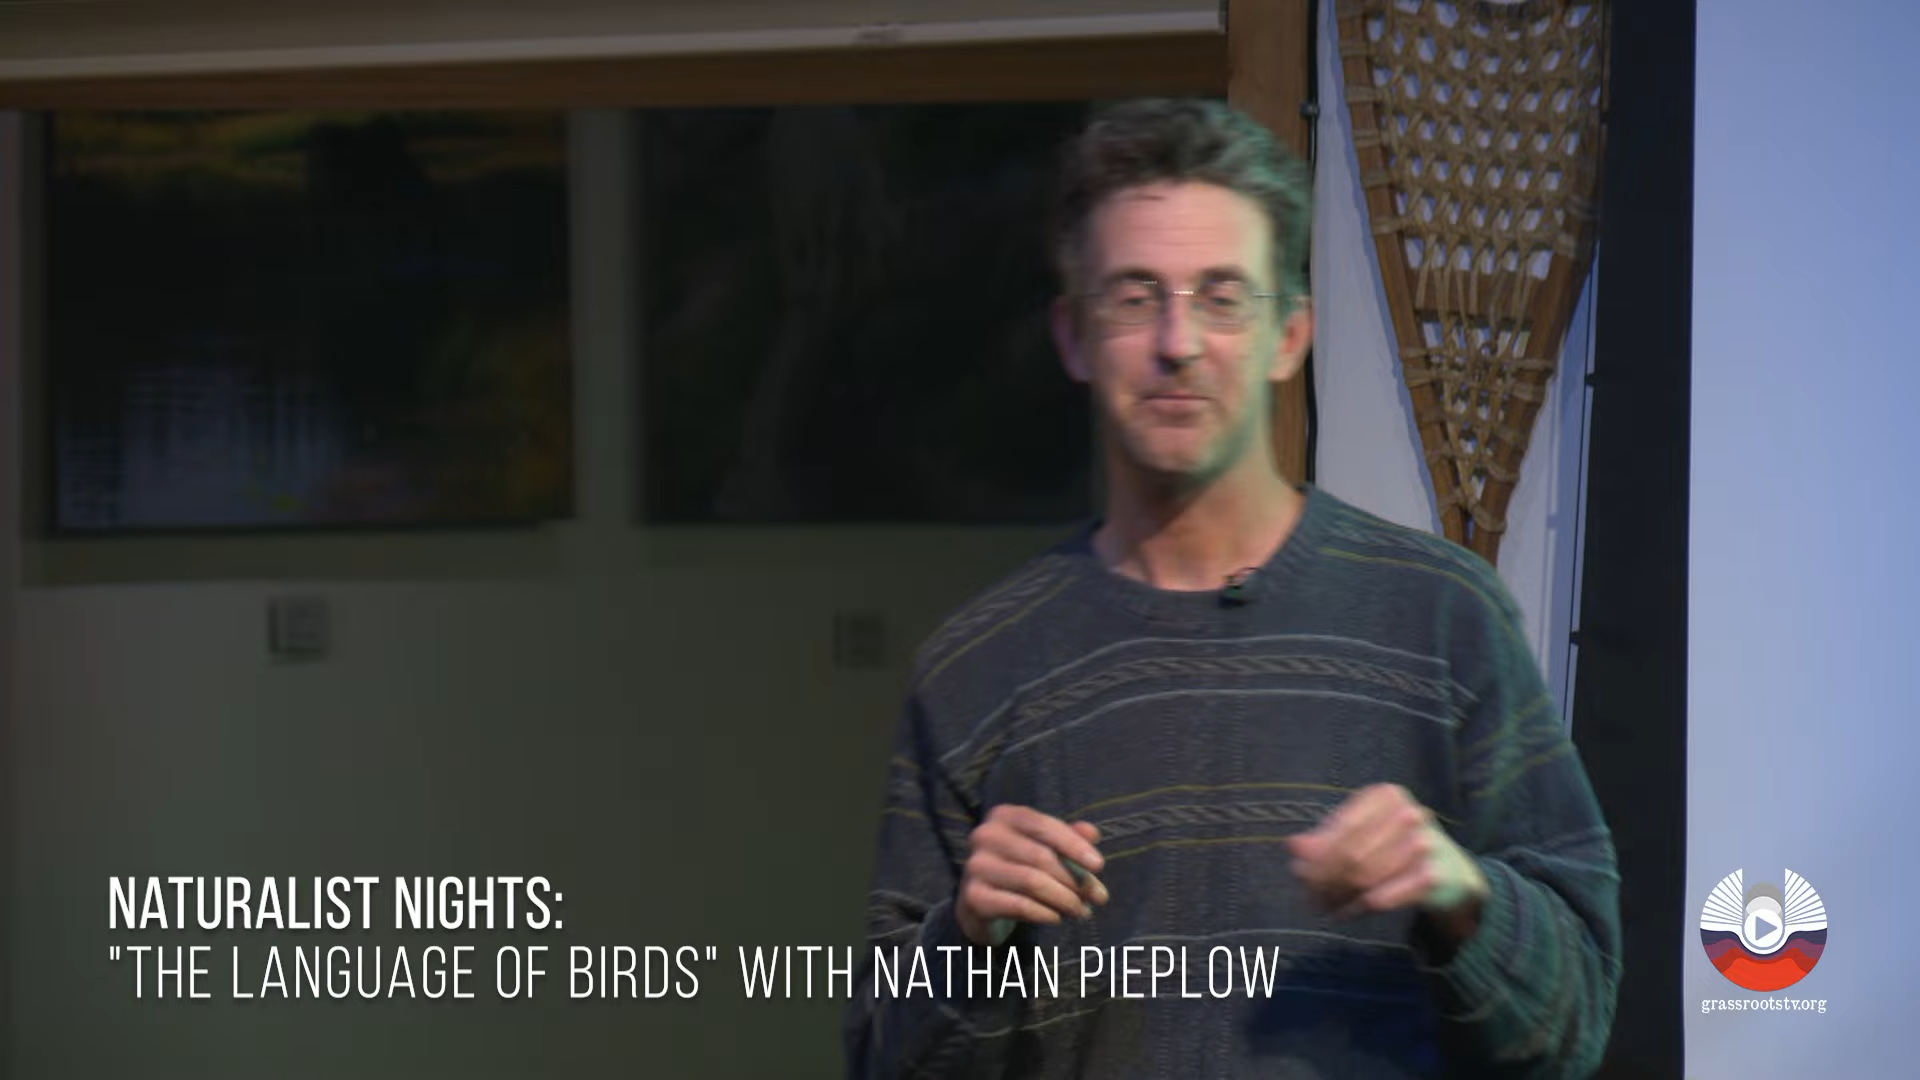 NATURALIST NIGHTS:
"THE LANGUAGE OF BIRDS" WITH NATHAN PIEPLOW
grassrootstv.org